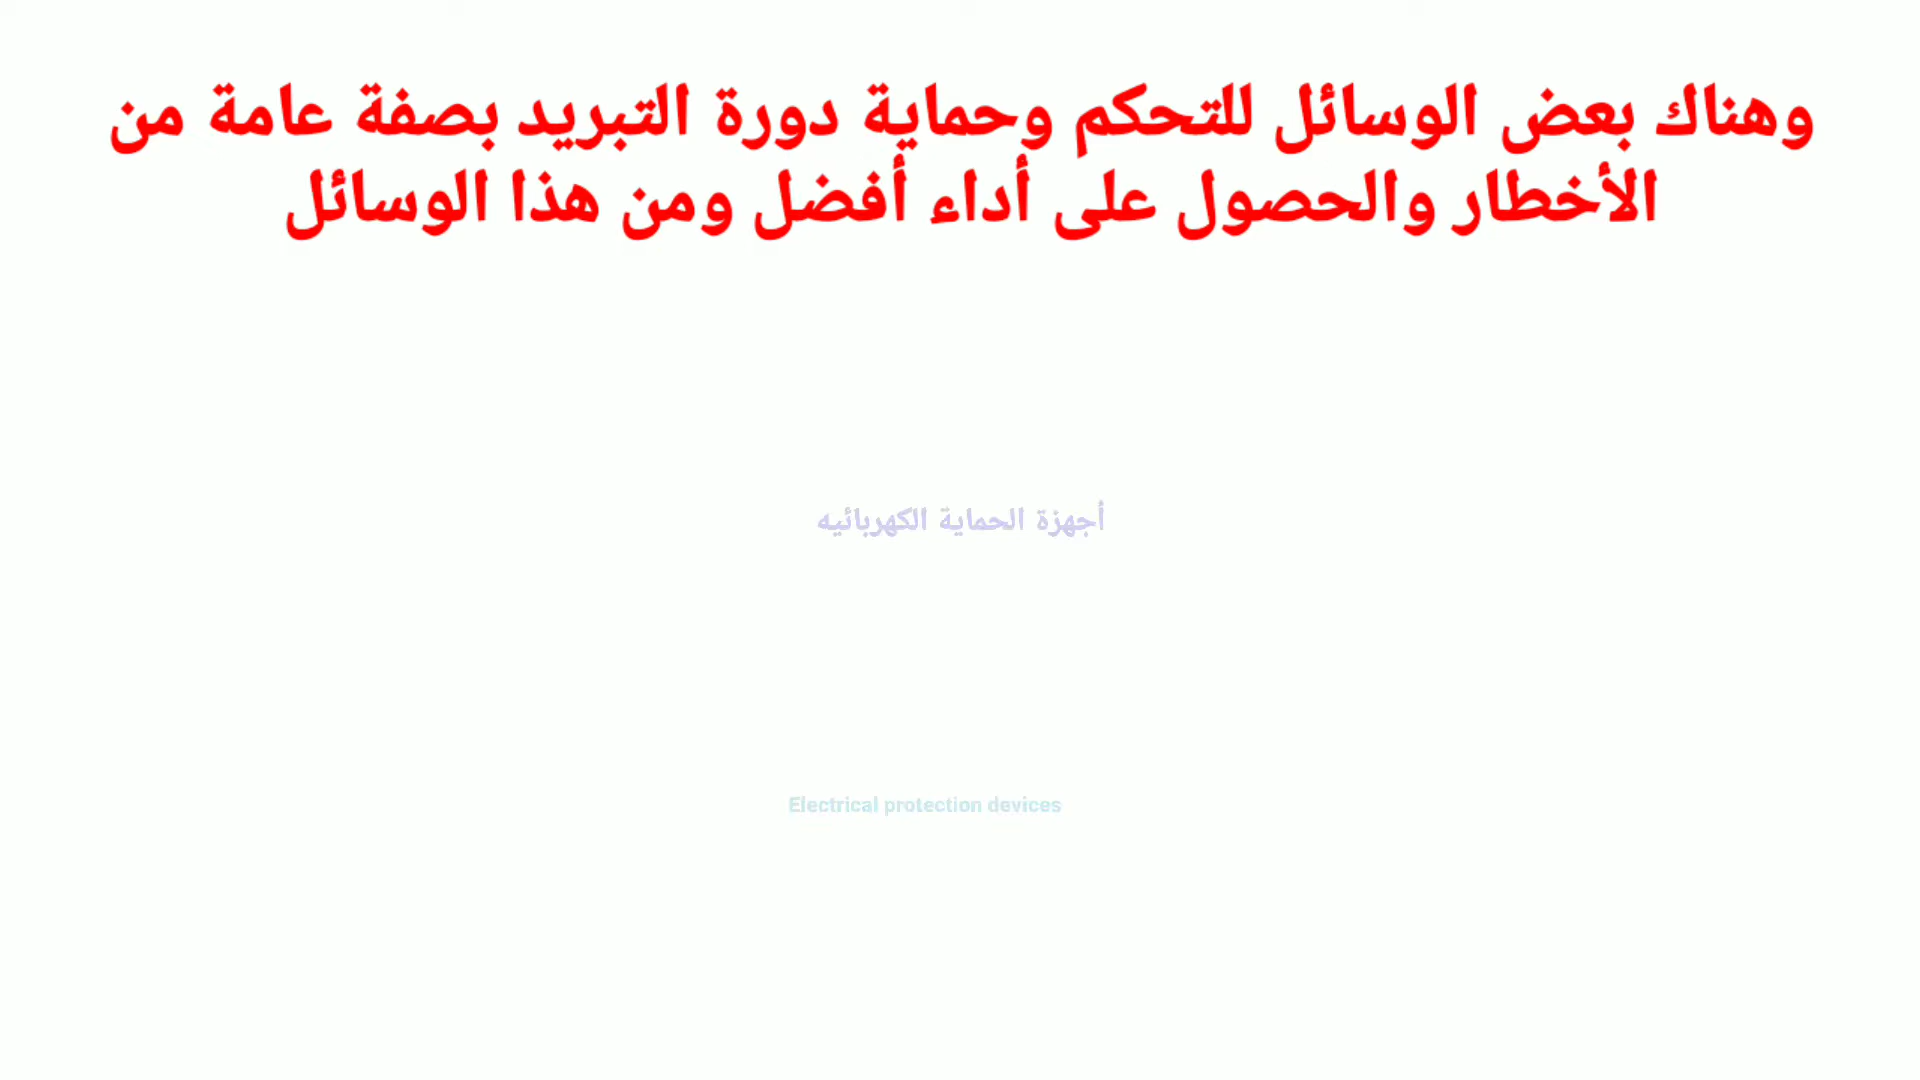 وهناك بعض الوسائل للتحكم وحماية دورة التبريد بصفة عامة من
الأخطار والحصول على أداء أفضل ومن هذا الوسائل
أجهزة الحماية الكهربائيه
Electrical protection devices